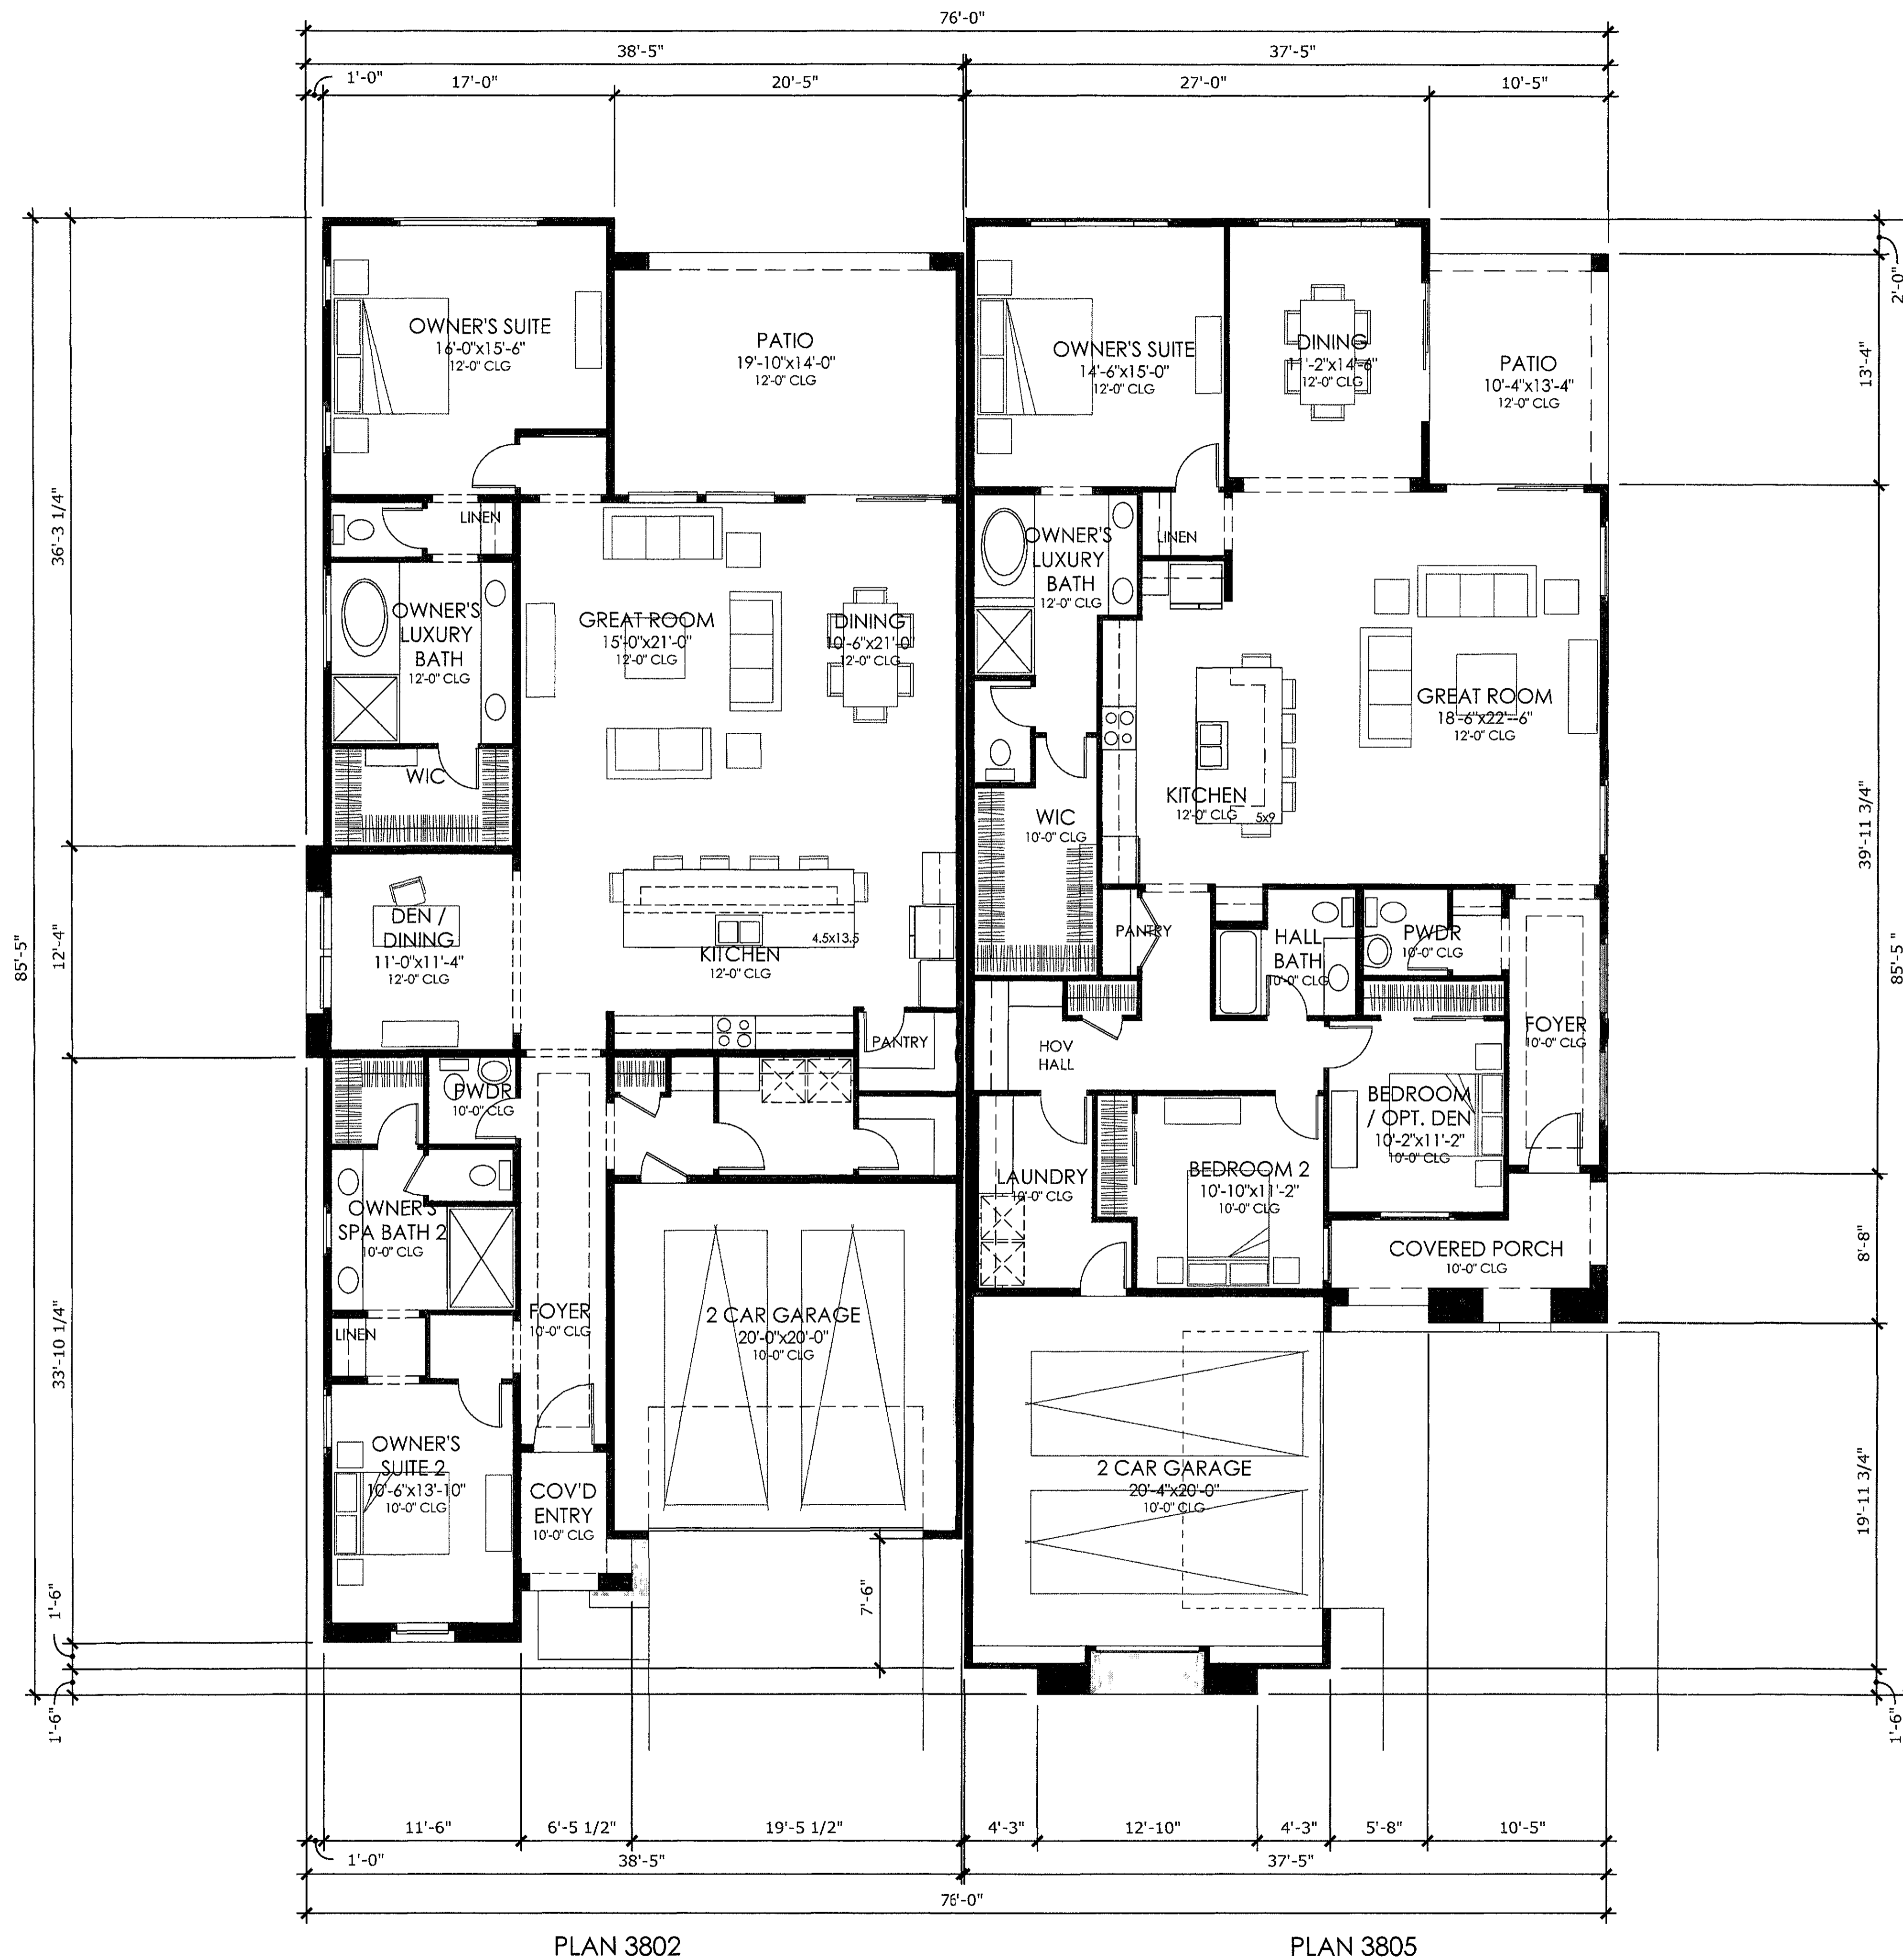 76'-0"
38'-5"
37'-5"
1'-0"
17'-0"
20'-5"
27'-0"
10'-5"
85'-5"
36'-3 1/4"
12'-4"
33'-10 1/4"
1'-6"
1'-6"
OWNER'S SUITE
16'-0"x15'-6"
12'-0" CLG
PATIO
19'-10"x14'-0"
12'-0" CLG
LINEN
OWNER'S
LUXURY
BATH
12'-0" CLG
GREAT ROOM
15'-0"x21'-0"
12'-0" CLG
DINING
10'-6"x21'-0"
12'-0" CLG
WIC
DEN /
DINING
11'-0"x11'-4"
12'-0" CLG
4.5x13.5
KITCHEN
12'-0" CLG
PANTRY
PWDR
10'-0" CLG
OWNER'S
SPA BATH 2
10'-0" CLG
LINEN
FOYER
10'-0" CLG
2 CAR GARAGE
20'-0"x20'-0"
10'-0" CLG
OWNER'S
SUITE 2
10'-6"x13'-10"
10'-0" CLG
COV'D
ENTRY
10'-0" CLG
7'-6"
OWNER'S SUITE
14'-6"x15'-0"
12'-0" CLG
DINING
11'-2"x14'-6"
12'-0" CLG
PATIO
10'-4"x13'-4"
12'-0" CLG
OWNER'S
LUXURY
BATH
12'-0" CLG
LINEN
GREAT ROOM
18'-6"x22'-6"
12'-0" CLG
KITCHEN
12'-0" CLG
5x9
WIC
10'-0" CLG
PANTRY
HALL
BATH
10'-0" CLG
PWDR
10'-0" CLG
FOYER
10'-0" CLG
HOV
HALL
BEDROOM
/ OPT. DEN
10'-2"x11'-2"
10'-0" CLG
LAUNDRY
10'-0" CLG
BEDROOM 2
10'-10"x11'-2"
10'-0" CLG
COVERED PORCH
10'-0" CLG
2 CAR GARAGE
20'-4"x20'-0"
10'-0" CLG
2'-0"
13'-4"
39'-11 3/4"
85'-5"
8'-8"
19'-11 3/4"
1'-6"
11'-6"
6'-5 1/2"
19'-5 1/2"
4'-3"
12'-10"
4'-3"
5'-8"
10'-5"
1'-0"
38'-5"
37'-5"
76'-0"
PLAN 3802
PLAN 3805